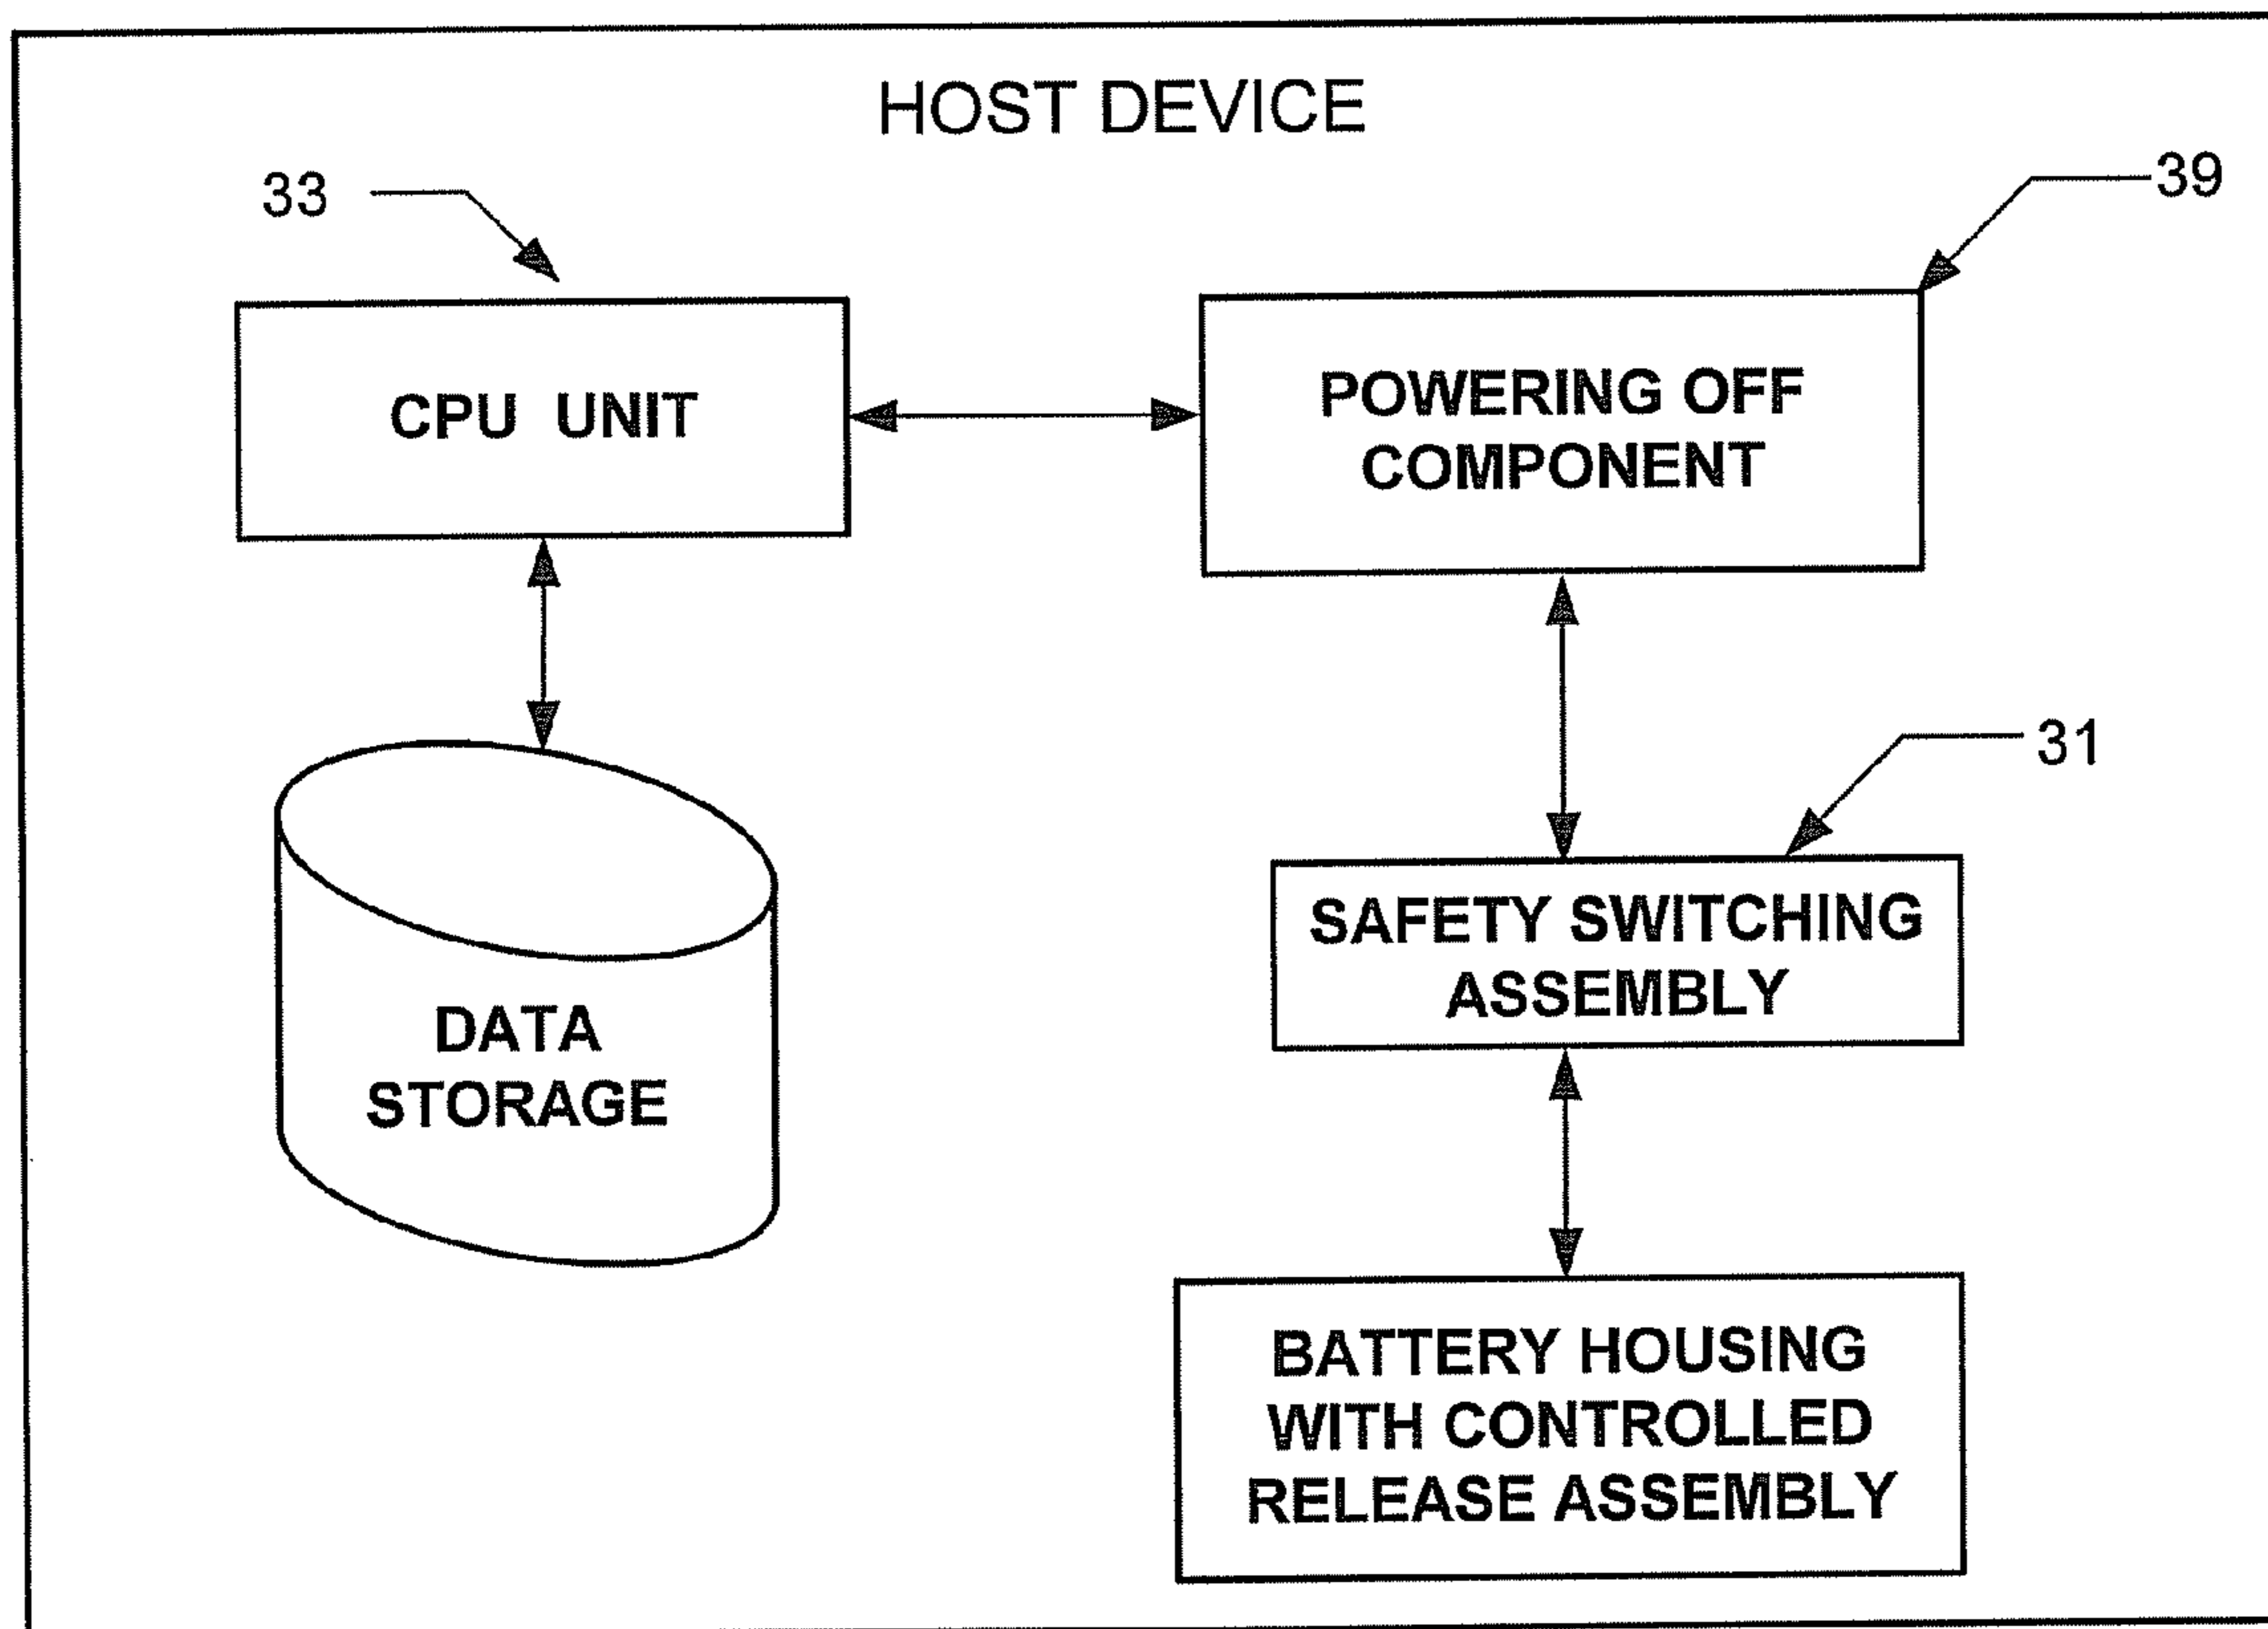 HOST DEVICE
33
39
CPU UNIT
POWERING OFF
COMPONENT
31
SAFETY SWITCHING
ASSEMBLY
DATA
STORAGE
BATTERY HOUSING
WITH CONTROLLED
RELEASE ASSEMBLY